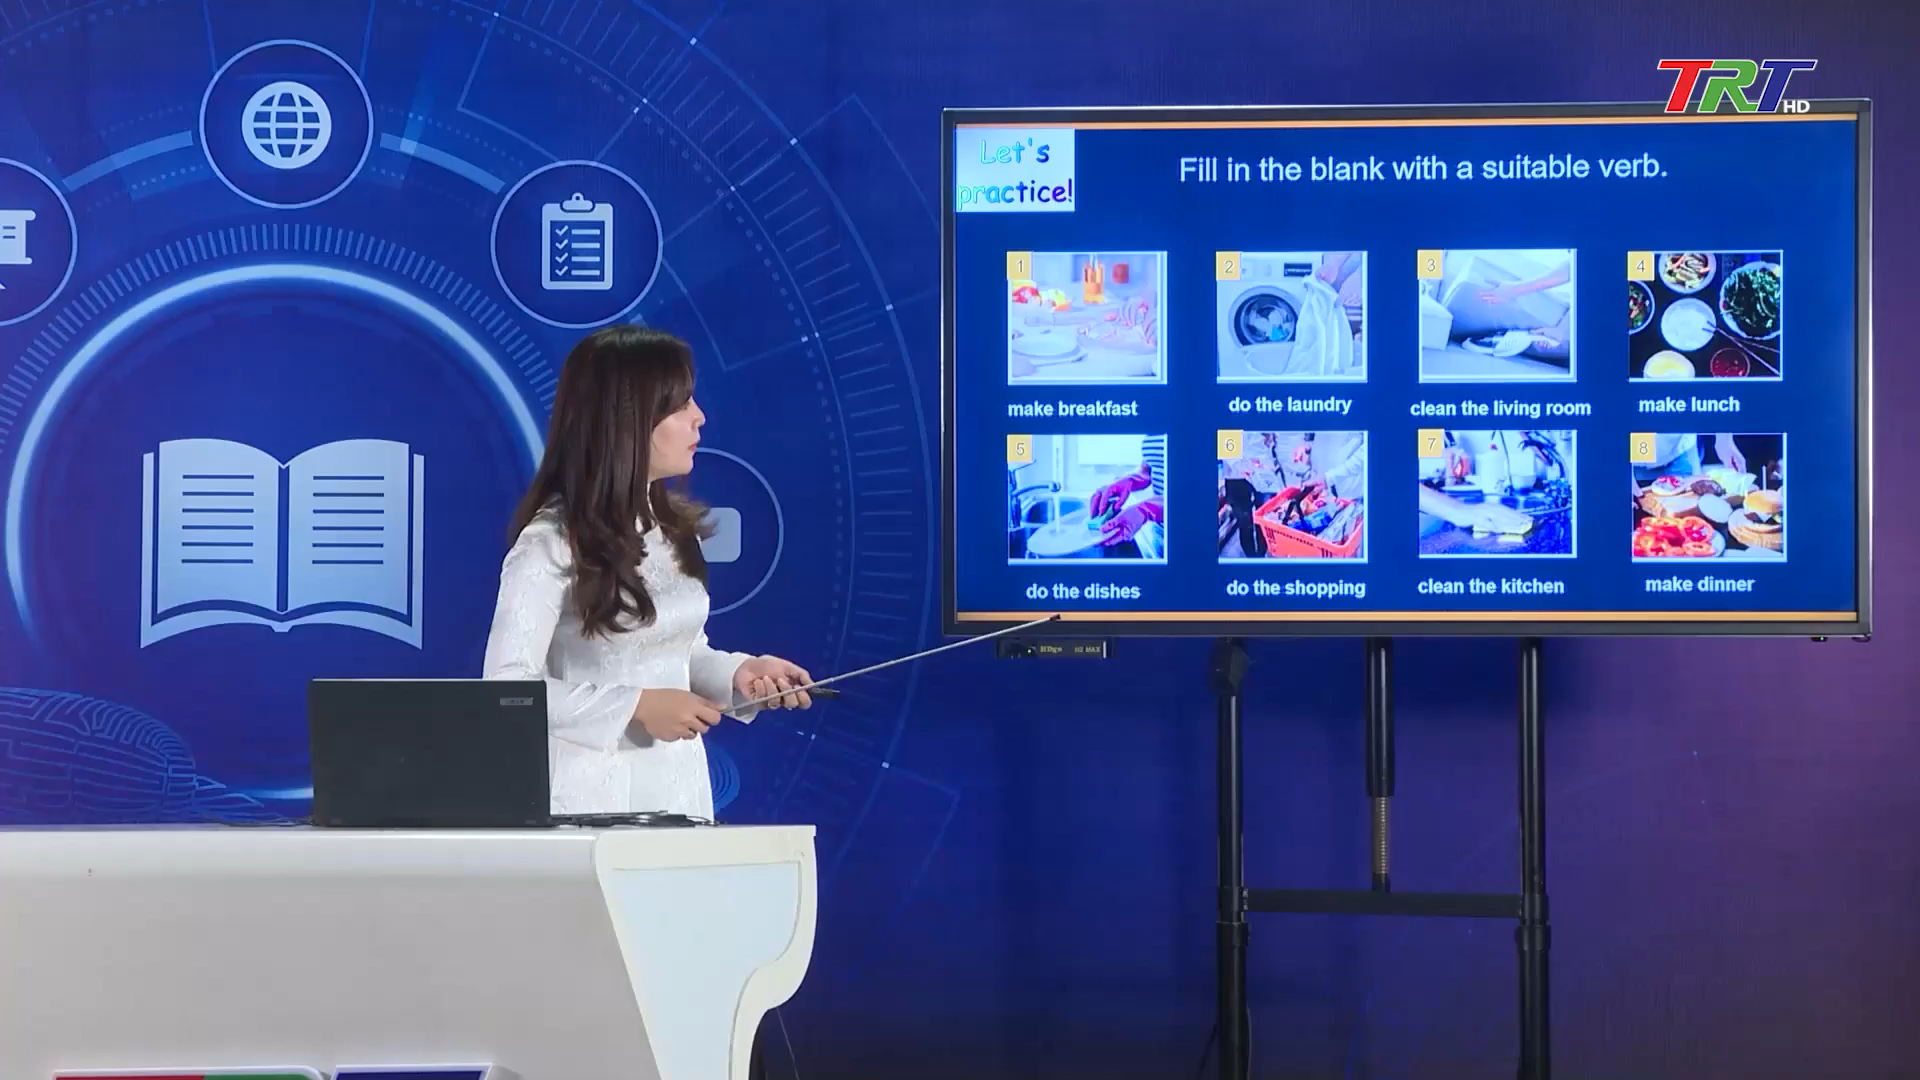 TRT HD
Let's
practice!
Fill in the blank with a suitable verb.
1
2
3
4
make breakfast
do the laundry
clean the living room
make lunch
5
6
7
8
do the dishes
do the shopping
clean the kitchen
make dinner
H2 MAX